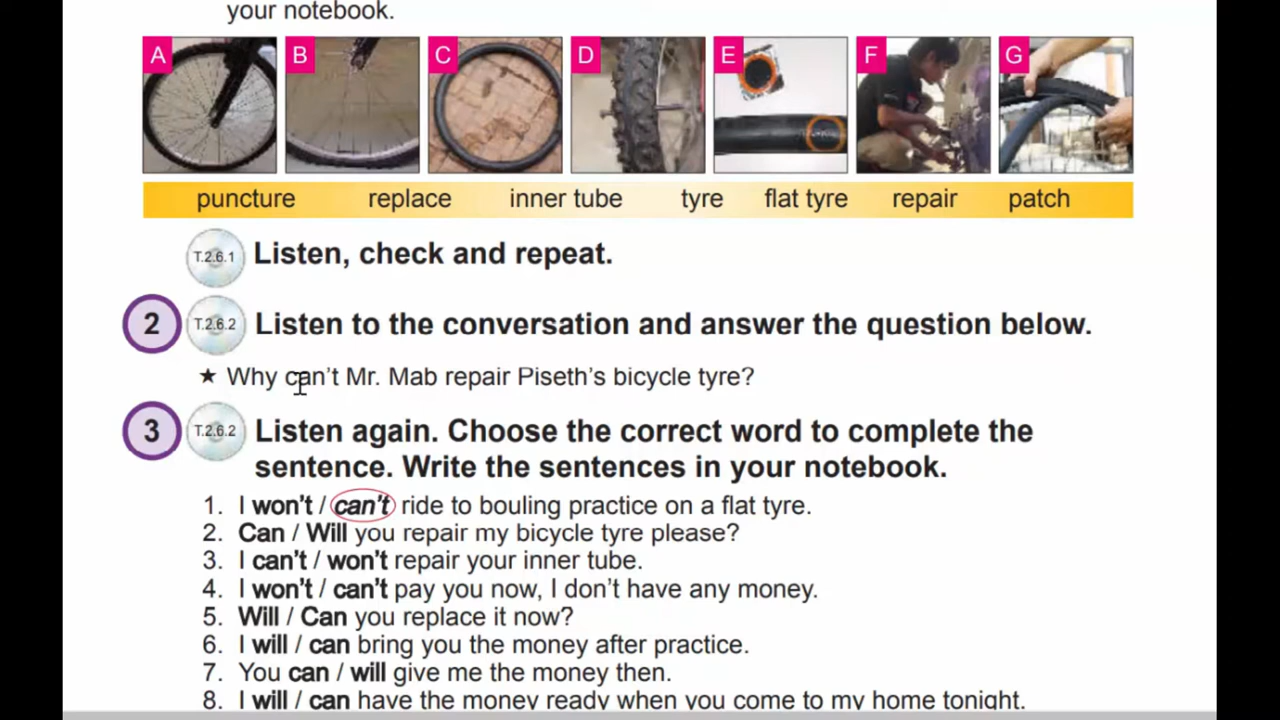 your notebook.
A B C D E F G
puncture replace inner tube tyre flat tyre repair patch
T.2.6.1 Listen, check and repeat.
2 T.2.6.2 Listen to the conversation and answer the question below.
★ Why can't Mr. Mab repair Piseth's bicycle tyre?
3 T.2.6.2 Listen again. Choose the correct word to complete the
sentence. Write the sentences in your notebook.
1. I won't / can't ride to bouling practice on a flat tyre.
2. Can / Will you repair my bicycle tyre please?
3. I can't / won't repair your inner tube.
4. I won't / can't pay you now, I don't have any money.
5. Will / Can you replace it now?
6. I will / can bring you the money after practice.
7. You can / will give me the money then.
8. I will / can have the money ready when you come to my home tonight.